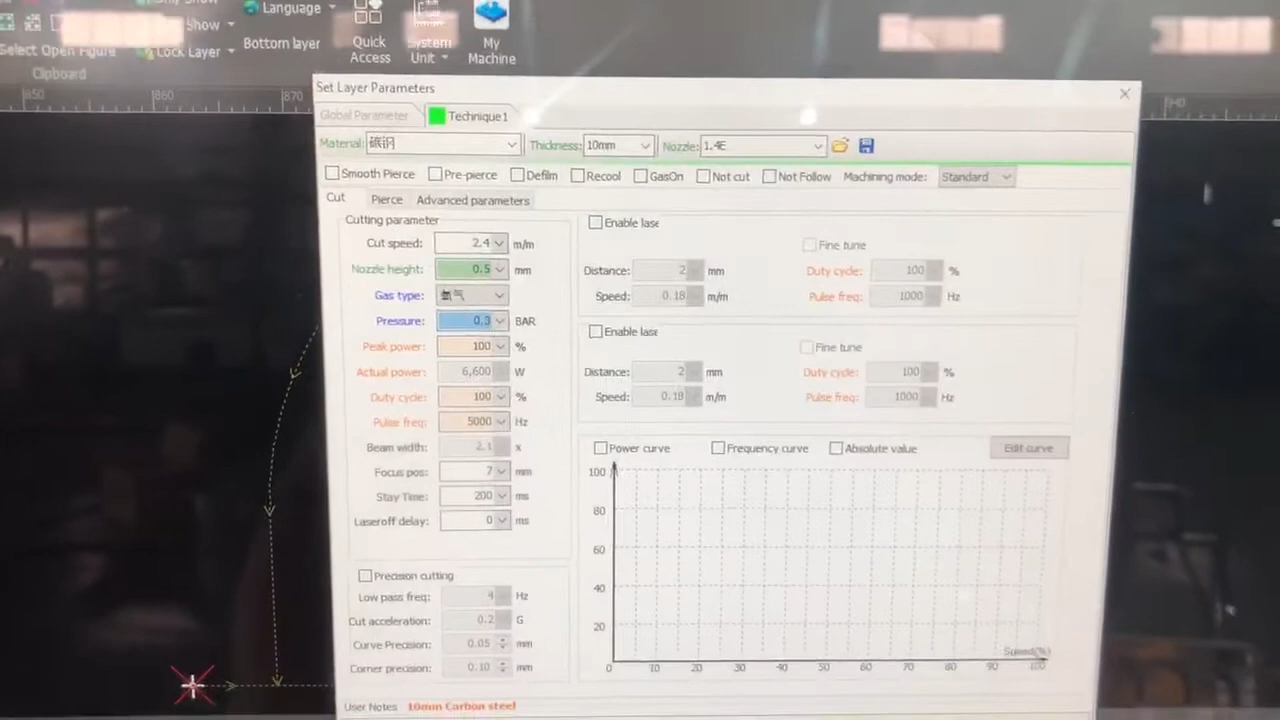 Language
Show
Select Open Figure
Lock Layer
Bottom layer
Quick Access
System Unit
My Machine
Clipboard
850 860 870
Set Layer Parameters
Global Parameter Technique1
Material: 碳钢 Thickness: 10mm Nozzle: 1.4E
Smooth Pierce Pre-pierce Defilm Recool GasOn Not cut Not Follow Machining mode: Standard
Cut Pierce Advanced parameters
Cutting parameter
Cut speed: 2.4 m/m
Nozzle height: 0.5 mm
Gas type:
Pressure: 0.3 BAR
Peak power: 100 %
Actual power: 6,600 W
Duty cycle: 100 %
Pulse freq: 5000 Hz
Beam width: 2.1 x
Focus pos: 7 mm
Stay Time: 200 ms
Laseroff delay: 0 ms
Precision cutting
Low pass freq: 4 Hz
Cut acceleration: 0.2 G
Curve Precision: 0.05 mm
Corner precision: 0.10 mm
Enable lase
Fine tune
Distance: 2 mm Duty cycle: 100 %
Speed: 0.18 m/m Pulse freq: 1000 Hz
Enable lase
Fine tune
Distance: 2 mm Duty cycle: 100 %
Speed: 0.18 m/m Pulse freq: 1000 Hz
Power curve Frequency curve Absolute value Edit curve
100
80
60
40
20
Speed(%)
0 10 20 30 40 50 60 70 80 90 100
User Notes 10mm Carbon steel